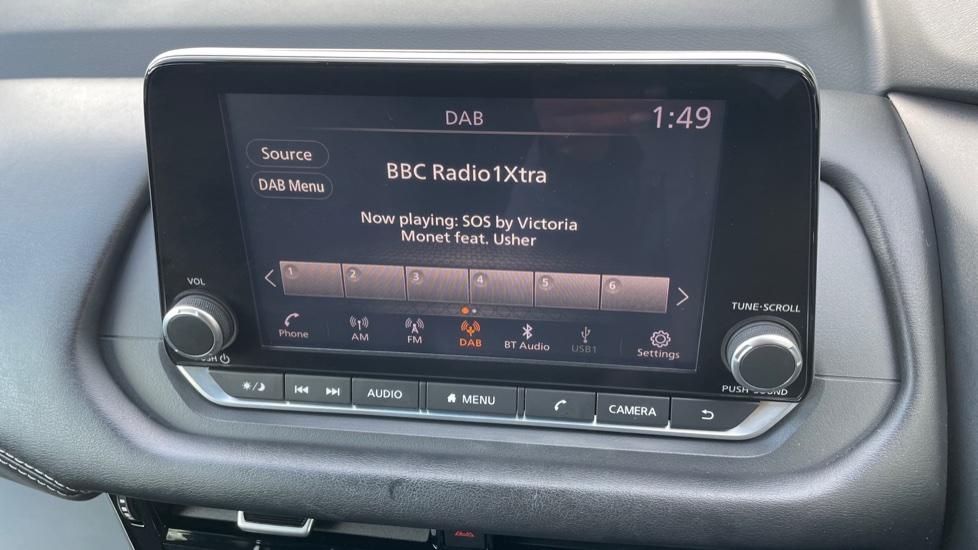 DAB
1:49
Source
DAB Menu
BBC Radio1Xtra
Now playing: SOS by Victoria
Monet feat. Usher
1 2 3 4 5 6
Phone AM FM DAB BT Audio USB1 Settings
VOL
TUNE·SCROLL
PUSH SOUND
AUDIO MENU CAMERA